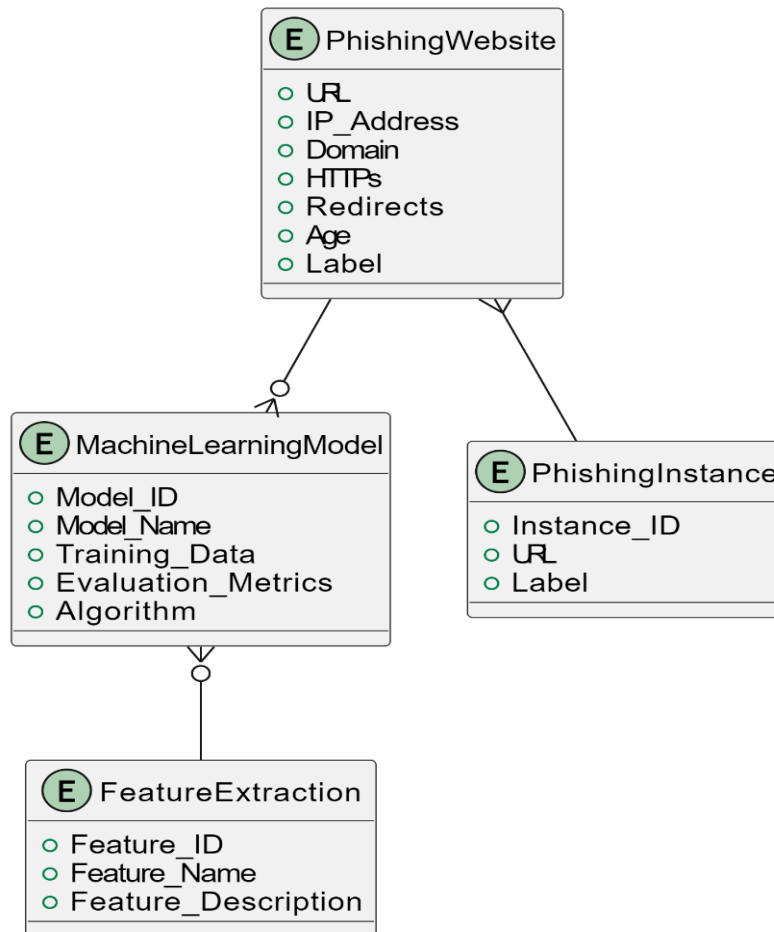 E PhishingWebsite
URL
IP_Address
Domain
HTTPs
Redirects
Age
Label
E MachineLearningModel
Model_ID
Model_Name
Training_Data
Evaluation_Metrics
Algorithm
E PhishingInstance
Instance_ID
URL
Label
E FeatureExtraction
Feature_ID
Feature_Name
Feature_Description